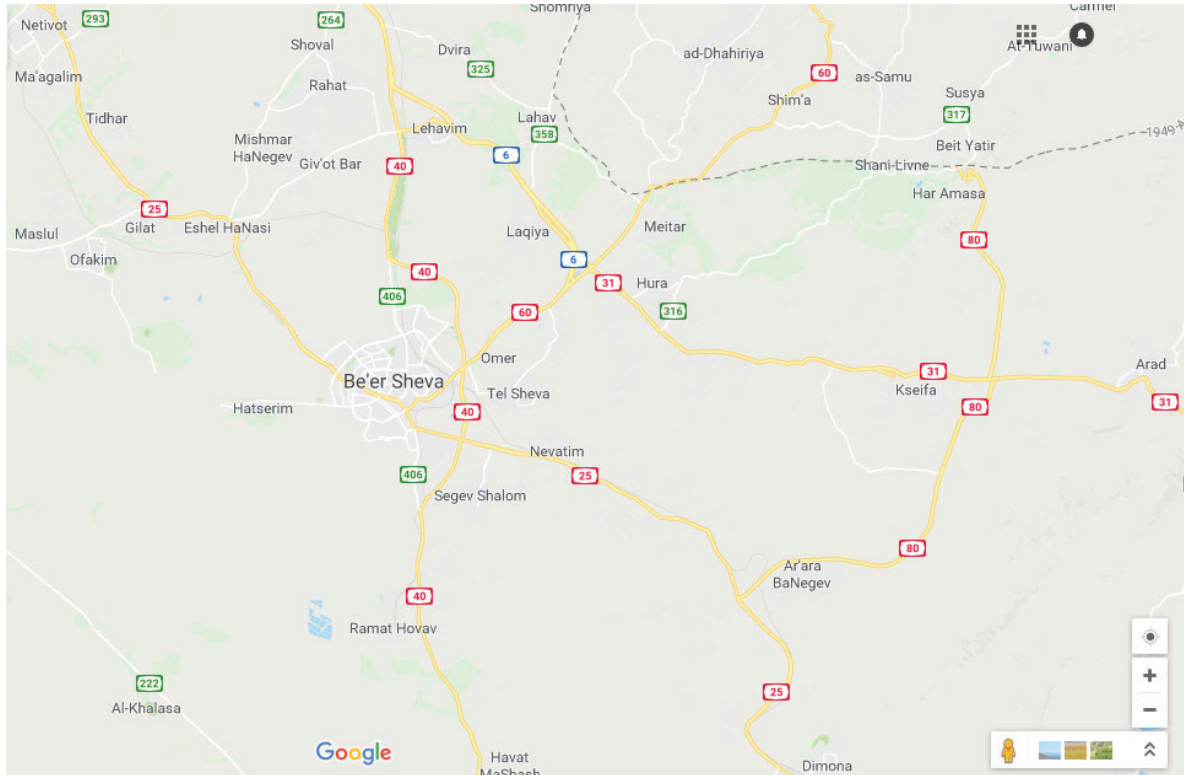 293
Netivot
264
Shomriya
Carmel
Shoval
Dvira
ad-Dhahiriya
At-Tuwani
Ma'agalim
Rahat
325
60
as-Samu
Shim'a
Susya
Tidhar
Lahav
317
Mishmar
HaNegev
Lehavim
358
1949 A
6
Beit Yatir
Giv'ot Bar
40
Shani-Livne
Har Amasa
25
Maslul
Gilat
Eshel HaNasi
Laqiya
Meitar
80
Ofakim
6
40
31
Hura
406
60
316
Omer
Arad
Be'er Sheva
31
Kseifa
Hatserim
Tel Sheva
40
80
31
Nevatim
406
25
Segev Shalom
80
Ar'ara
BaNegev
40
Ramat Hovav
222
Al-Khalasa
25
Google
Havat
MaShash
Dimona